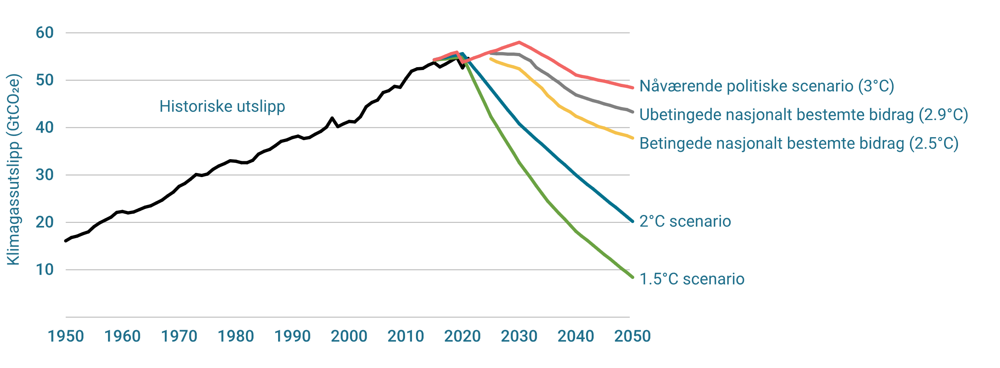 Klimagassutslipp (GtCO₂e)
60
50
40
30
20
10
Historiske utslipp
Nåværende politiske scenario (3°C)
Ubetingede nasjonalt bestemte bidrag (2.9°C)
Betingede nasjonalt bestemte bidrag (2.5°C)
2°C scenario
1.5°C scenario
1950 1960 1970 1980 1990 2000 2010 2020 2030 2040 2050